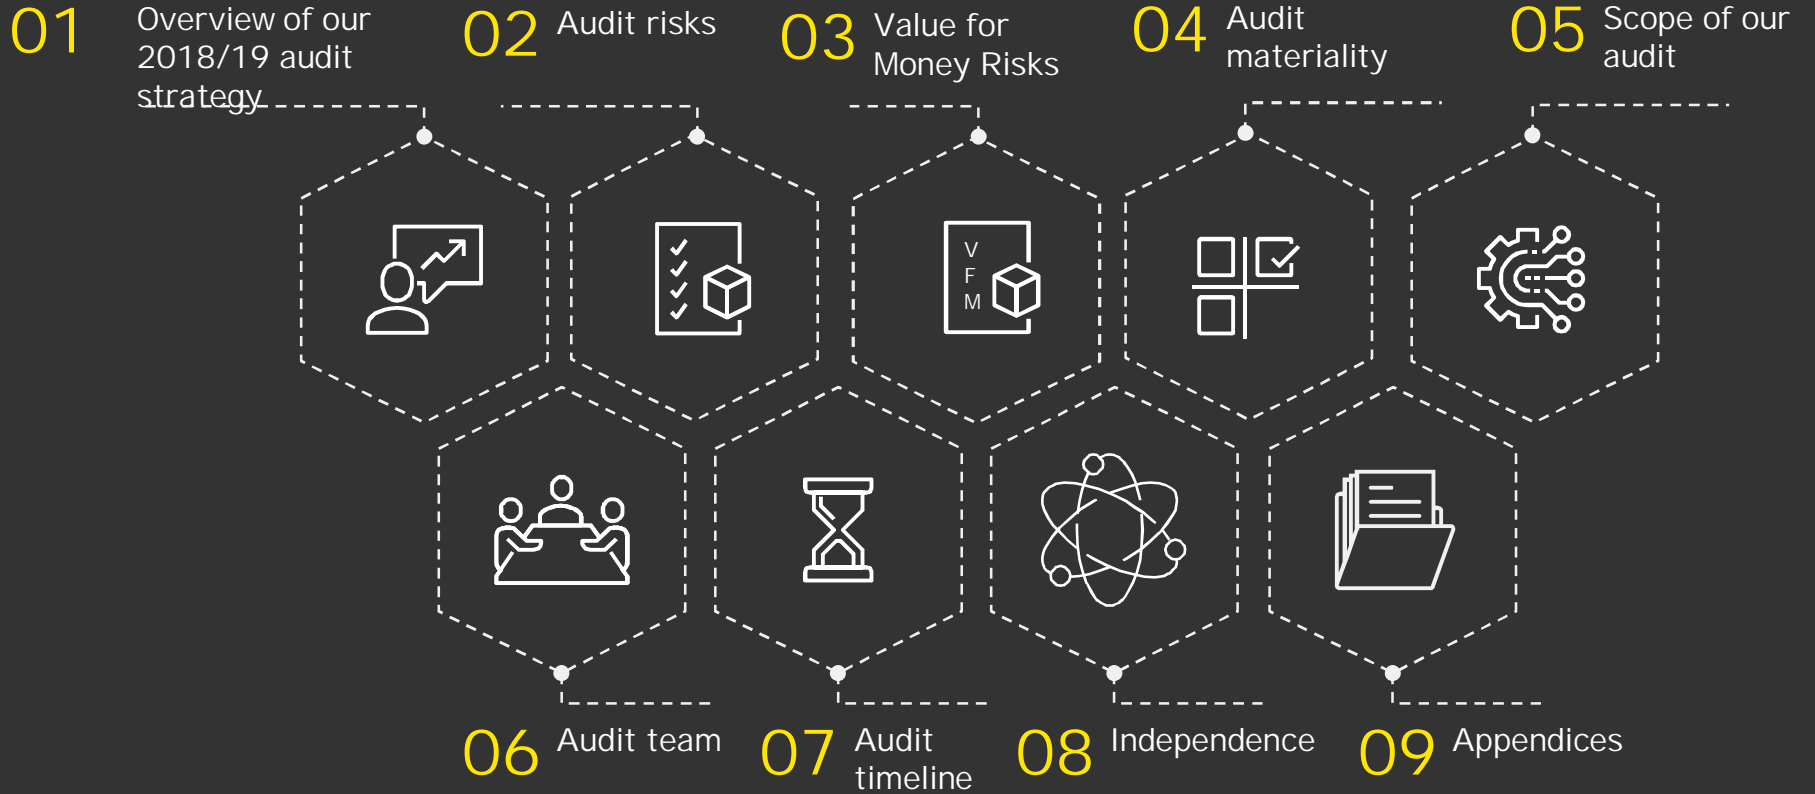 01
Overview of our
2018/19 audit
strategy
02
Audit risks
03
Value for
Money Risks
04
Audit
materiality
05
Scope of our
audit
V
F
M
06
Audit team
07
Audit
timeline
08
Independence
09
Appendices